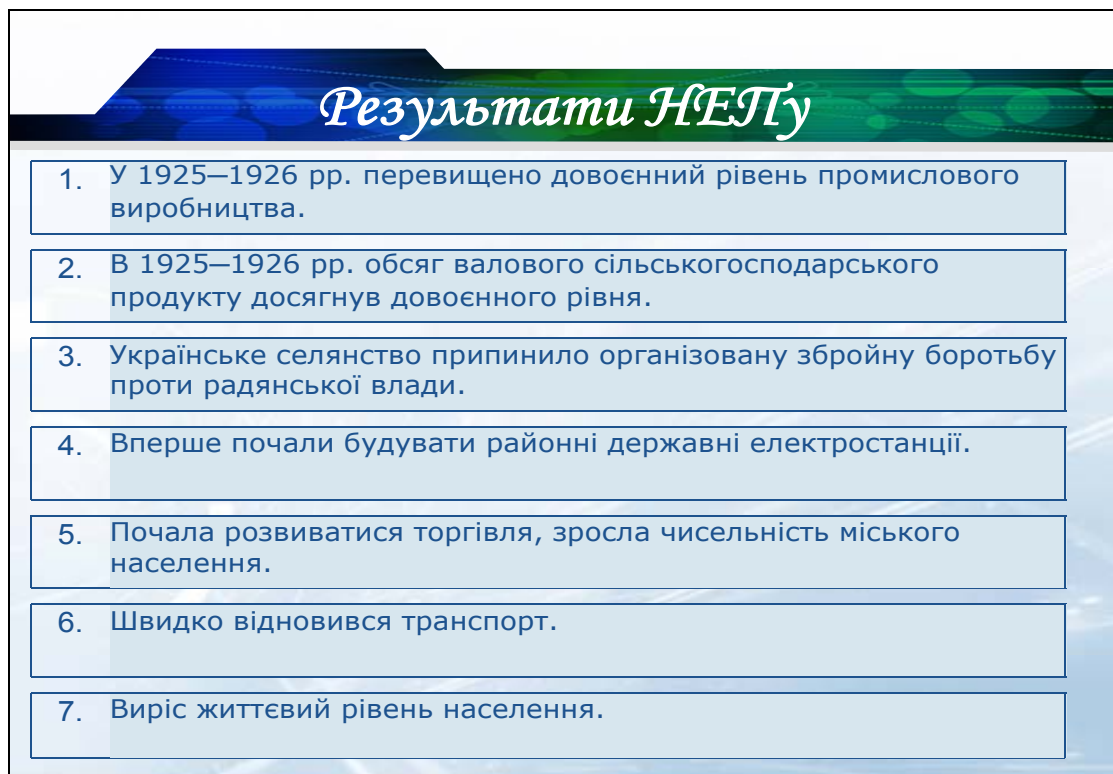 Результати НЕПу
1. У 1925—1926 рр. перевищено довоєнний рівень промислового
виробництва.
2. В 1925—1926 рр. обсяг валового сільськогосподарського
продукту досягнув довоєнного рівня.
3. Українське селянство припинило організовану збройну боротьбу
проти радянської влади.
4. Вперше почали будувати районні державні електростанції.
5. Почала розвиватися торгівля, зросла чисельність міського
населення.
6. Швидко відновився транспорт.
7. Виріс життєвий рівень населення.